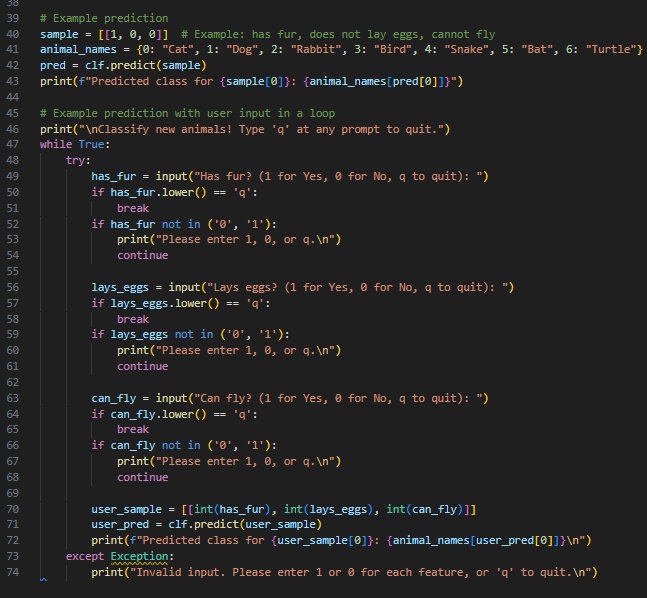 38
39 # Example prediction
40 sample = [[1, 0, 0]]  # Example: has fur, does not lay eggs, cannot fly
41 animal_names = {0: "Cat", 1: "Dog", 2: "Rabbit", 3: "Bird", 4: "Snake", 5: "Bat", 6: "Turtle"}
42 pred = clf.predict(sample)
43 print(f"Predicted class for {sample[0]}: {animal_names[pred[0]]}")
44
45 # Example prediction with user input in a loop
46 print("\nClassify new animals! Type 'q' at any prompt to quit.")
47 while True:
48     try:
49         has_fur = input("Has fur? (1 for Yes, 0 for No, q to quit): ")
50         if has_fur.lower() == 'q':
51             break
52         if has_fur not in ('0', '1'):
53             print("Please enter 1, 0, or q.\n")
54             continue
55
56         lays_eggs = input("Lays eggs? (1 for Yes, 0 for No, q to quit): ")
57         if lays_eggs.lower() == 'q':
58             break
59         if lays_eggs not in ('0', '1'):
60             print("Please enter 1, 0, or q.\n")
61             continue
62
63         can_fly = input("Can fly? (1 for Yes, 0 for No, q to quit): ")
64         if can_fly.lower() == 'q':
65             break
66         if can_fly not in ('0', '1'):
67             print("Please enter 1, 0, or q.\n")
68             continue
69
70         user_sample = [[int(has_fur), int(lays_eggs), int(can_fly)]]
71         user_pred = clf.predict(user_sample)
72         print(f"Predicted class for {user_sample[0]}: {animal_names[user_pred[0]]}\n")
73     except Exception:
74         print("Invalid input. Please enter 1 or 0 for each feature, or 'q' to quit.\n")